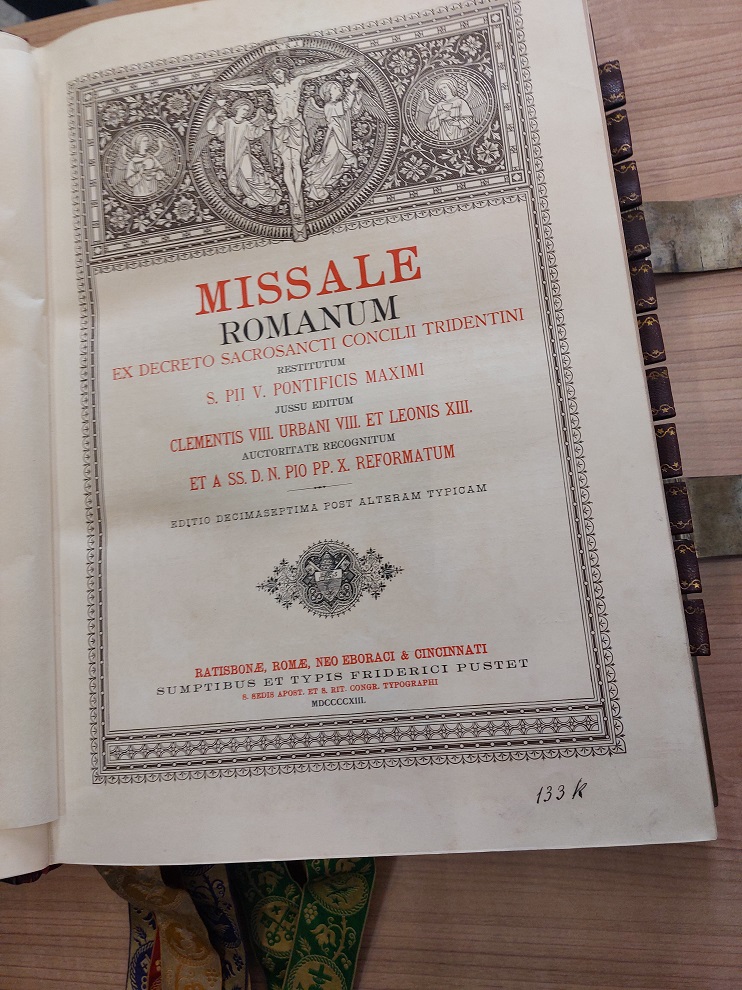 MISSALE
ROMANUM
EX DECRETO SACROSANCTI CONCILII TRIDENTINI
RESTITUTUM
S. PII V. PONTIFICIS MAXIMI
JUSSU EDITUM
CLEMENTIS VIII. URBANI VIII. ET LEONIS XIII.
AUCTORITATE RECOGNITUM
ET A SS. D. N. PIO PP. X. REFORMATUM
EDITIO DECIMASEPTIMA POST ALTERAM TYPICAM
RATISBONÆ, ROMÆ, NEO EBORACI & CINCINNATI
SUMPTIBUS ET TYPIS FRIDERICI PUSTET
S. SEDIS APOST. ET S. RIT. CONGR. TYPOGRAPHI
MDCCCCXIII.
133 k